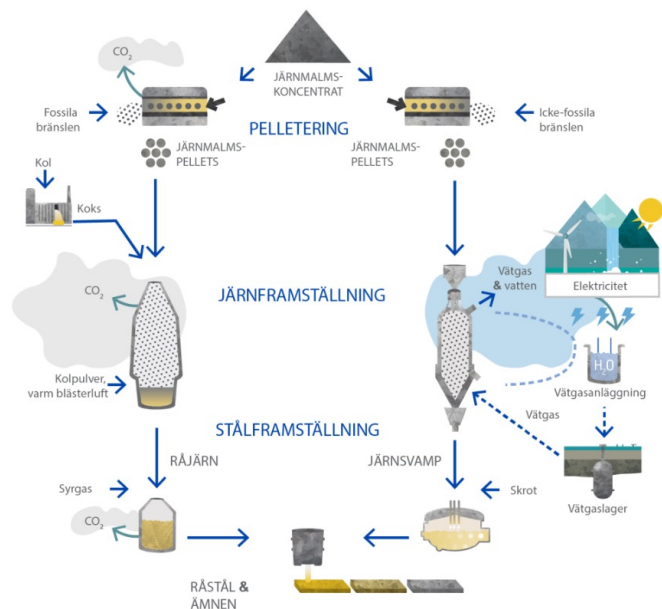 CO₂
JÄRNMALMS-
KONCENTRAT
Fossila
bränslen
Icke-fossila
bränslen
PELLETERING
JÄRNMALMS-
PELLETS
JÄRNMALMS-
PELLETS
Kol
Koks
CO₂
JÄRNFRAMSTÄLLNING
Vätgas
& vatten
Elektricitet
H₂O
Vätgasanläggning
Kolpulver,
varm blästerluft
Vätgas
STÅLFRAMSTÄLLNING
RÅJÄRN
JÄRNSVAMP
Syrgas
Skrot
Vätgaslager
CO₂
RÅSTÅL &
ÄMNEN